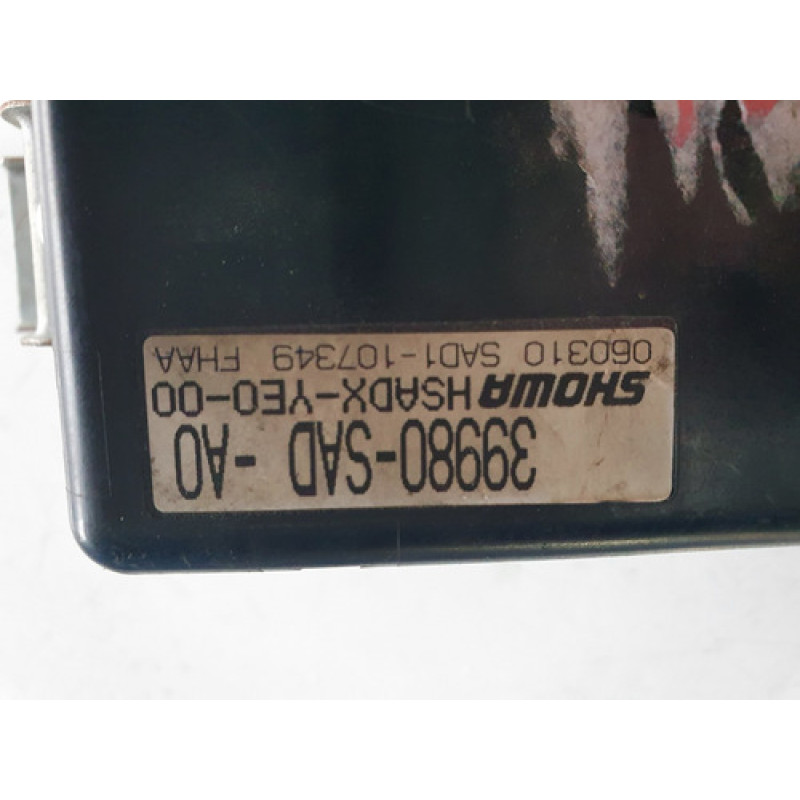 39980-SAD -A0
SHOWA HSADX-YE0-00
060310 SAD1-107349 FHAA